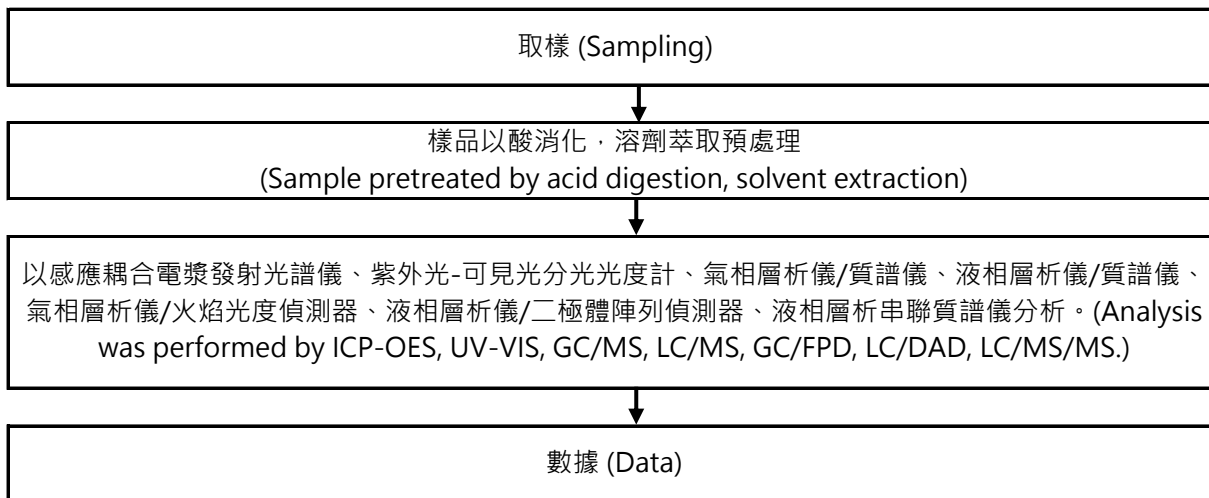 取樣 (Sampling)
樣品以酸消化，溶劑萃取預處理
(Sample pretreated by acid digestion, solvent extraction)
以感應耦合電漿發射光譜儀、紫外光-可見光分光光度計、氣相層析儀/質譜儀、液相層析儀/質譜儀、
氣相層析儀/火焰光度偵測器、液相層析儀/二極體陣列偵測器、液相層析串聯質譜儀分析。(Analysis
was performed by ICP-OES, UV-VIS, GC/MS, LC/MS, GC/FPD, LC/DAD, LC/MS/MS.)
數據 (Data)